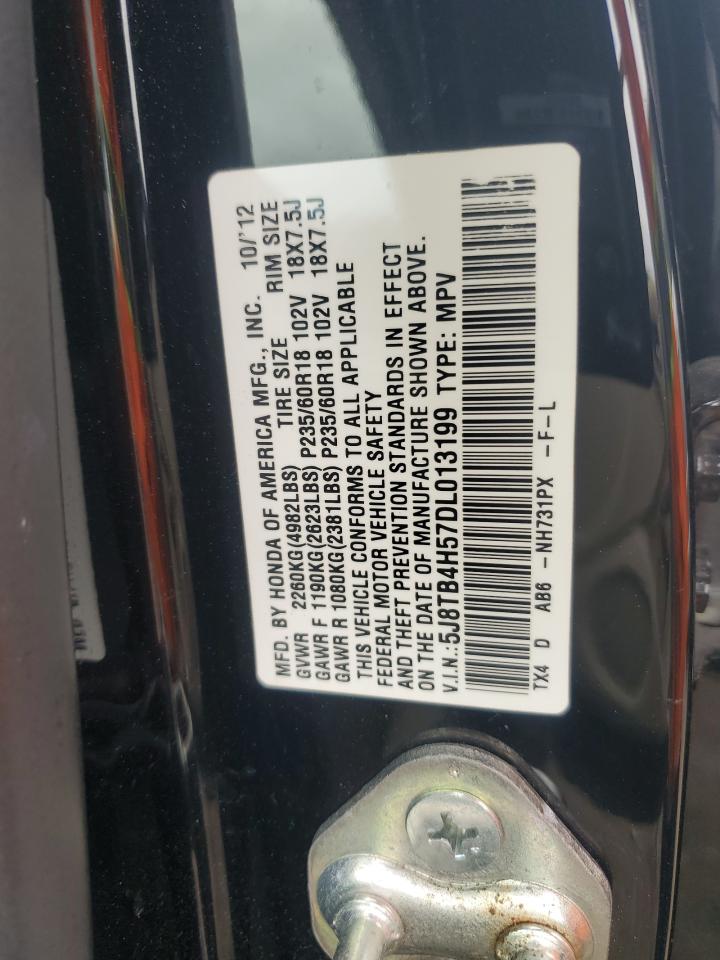 MFD. BY HONDA OF AMERICA MFG., INC. 10/'12
TIRE SIZE RIM SIZE
GVWR 2260KG(4982LBS)
GAWR F 1190KG(2623LBS) P235/60R18 102V 18X7.5J
GAWR R 1080KG(2381LBS) P235/60R18 102V 18X7.5J
THIS VEHICLE CONFORMS TO ALL APPLICABLE
FEDERAL MOTOR VEHICLE SAFETY
AND THEFT PREVENTION STANDARDS IN EFFECT
ON THE DATE OF MANUFACTURE SHOWN ABOVE.
V.I.N.:5J8TB4H57DL013199 TYPE: MPV
TX4 D AB6 -NH731PX -F-L